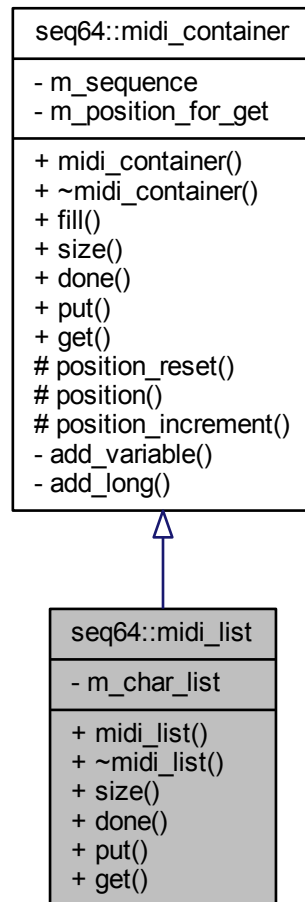 seq64::midi_container
- m_sequence
- m_position_for_get
+ midi_container()
+ ~midi_container()
+ fill()
+ size()
+ done()
+ put()
+ get()
# position_reset()
# position()
# position_increment()
- add_variable()
- add_long()
seq64::midi_list
- m_char_list
+ midi_list()
+ ~midi_list()
+ size()
+ done()
+ put()
+ get()